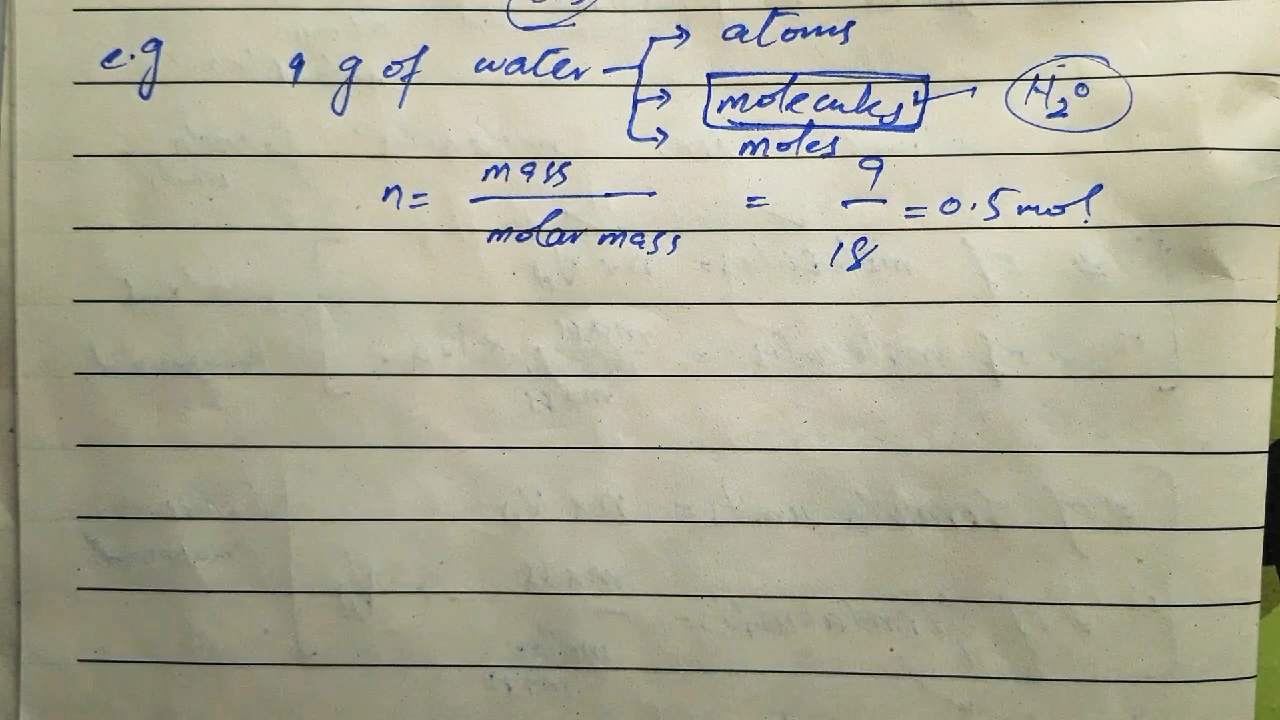 e.g 9 g of water → atoms
→ molecules → H2O
→ moles
n = mass / molar mass = 9 / 18 = 0.5 mol.